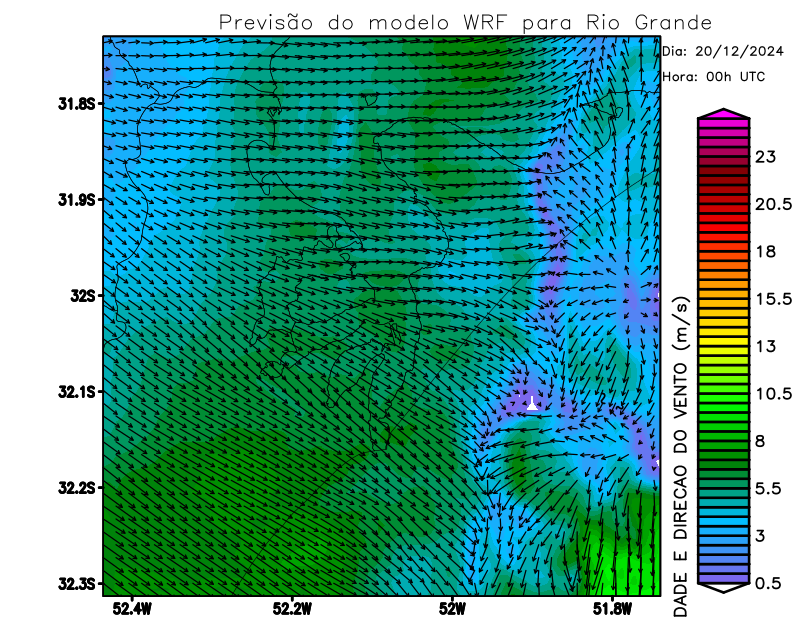 Previsão do modelo WRF para Rio Grande
Dia: 20/12/2024
Hora: 00h UTC
31.8S
31.9S
32S
32.1S
32.2S
32.3S
52.4W
52.2W
52W
51.8W
23
20.5
18
15.5
13
10.5
8
5.5
3
0.5
DADE E DIRECAO DO VENTO (m/s)